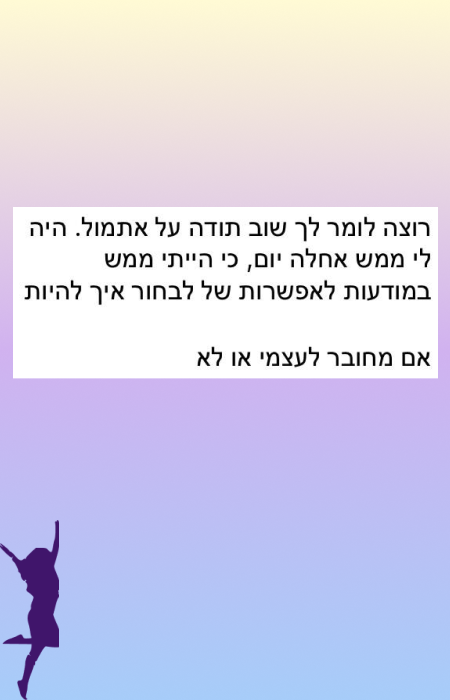 רוצה לומר לך שוב תודה על אתמול. היה
לי ממש אחלה יום, כי הייתי ממש
במודעות לאפשרות של לבחור איך להיות
אם מחובר לעצמי או לא